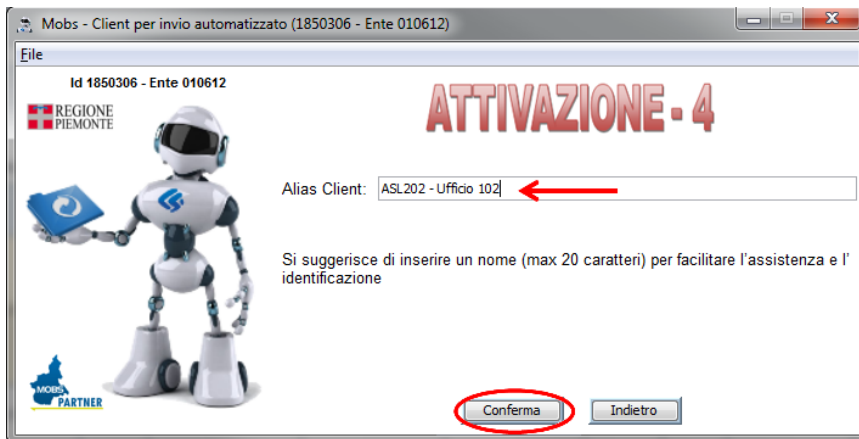 Mobs - Client per invio automatizzato (1850306 - Ente 010612)
File
Id 1850306 - Ente 010612
REGIONE
PIEMONTE
ATTIVAZIONE - 4
Alias Client: ASL202 - Ufficio 102
Si suggerisce di inserire un nome (max 20 caratteri) per facilitare l'assistenza e l'
identificazione
MOBS
PARTNER
Conferma Indietro